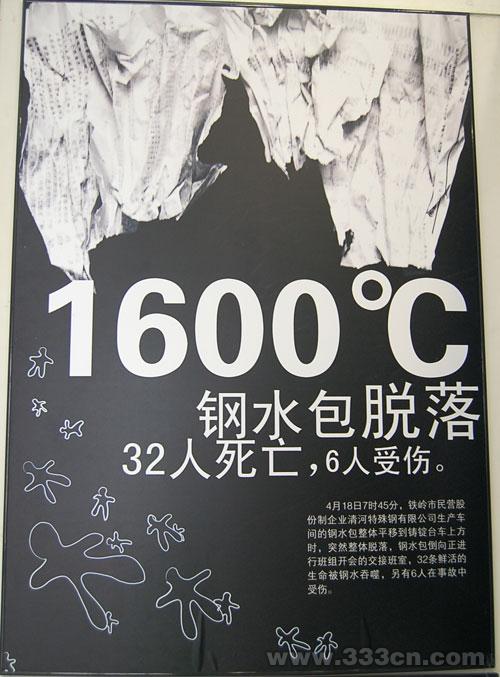 1600℃
钢水包脱落
32人死亡，6人受伤。
4月18日7时45分，铁岭市民营股
份制企业清河特殊钢有限公司生产车
间的钢水包整体平移到铸锭台车上方
时，突然整体脱落，钢水包倒向正进
行班组开会的交接班室，32条鲜活的
生命被钢水吞噬，另有6人在事故中
受伤。
www.333cn.com